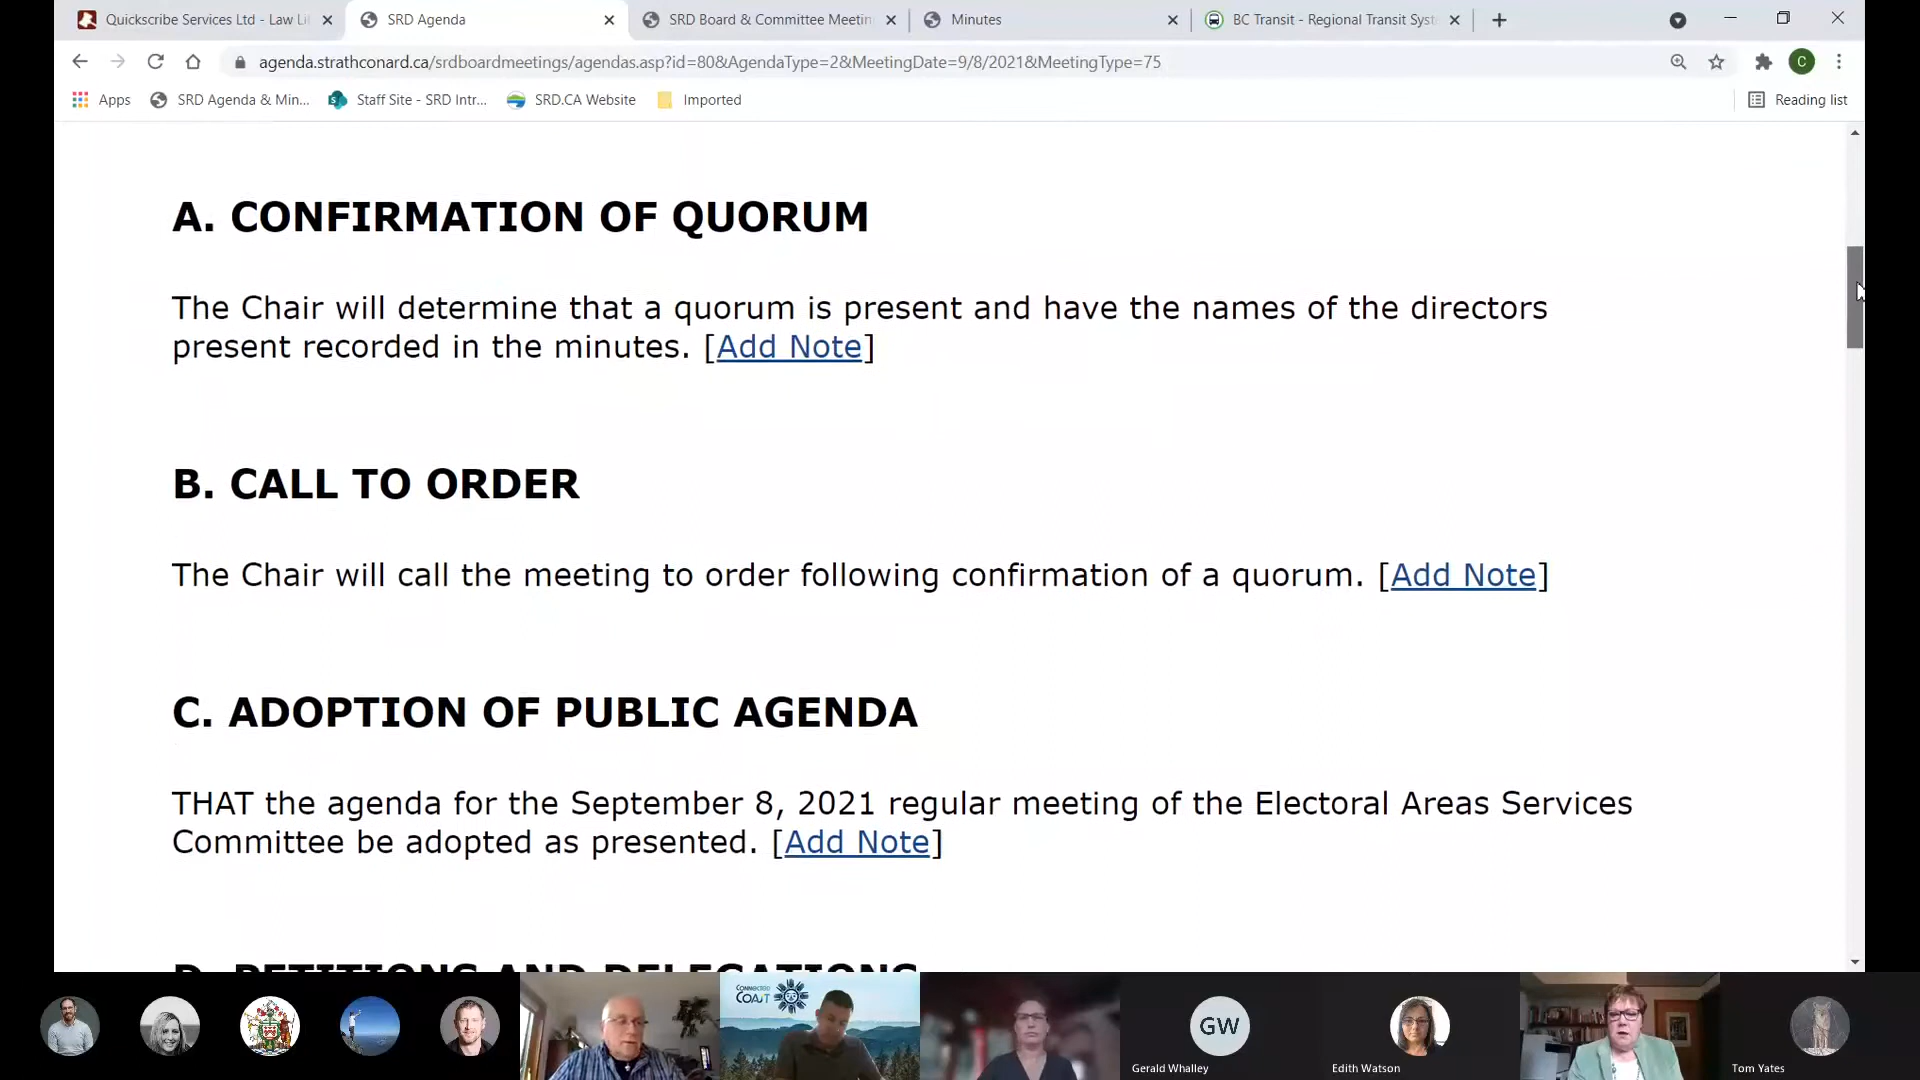 Quickscribe Services Ltd - Law Li
SRD Agenda
SRD Board & Committee Meetin
Minutes
BC Transit - Regional Transit Syst
agenda.strathconard.ca/srdboardmeetings/agendas.asp?id=80&AgendaType=2&MeetingDate=9/8/2021&MeetingType=75
C
Apps
SRD Agenda & Min...
Staff Site - SRD Intr...
SRD.CA Website
Imported
Reading list
A. CONFIRMATION OF QUORUM
The Chair will determine that a quorum is present and have the names of the directors
present recorded in the minutes. [Add Note]
B. CALL TO ORDER
The Chair will call the meeting to order following confirmation of a quorum. [Add Note]
C. ADOPTION OF PUBLIC AGENDA
THAT the agenda for the September 8, 2021 regular meeting of the Electoral Areas Services
Committee be adopted as presented. [Add Note]
D. PETITIONS AND DELEGATIONS
CONNECTED
COAST
GW
Gerald Whalley
Edith Watson
Tom Yates